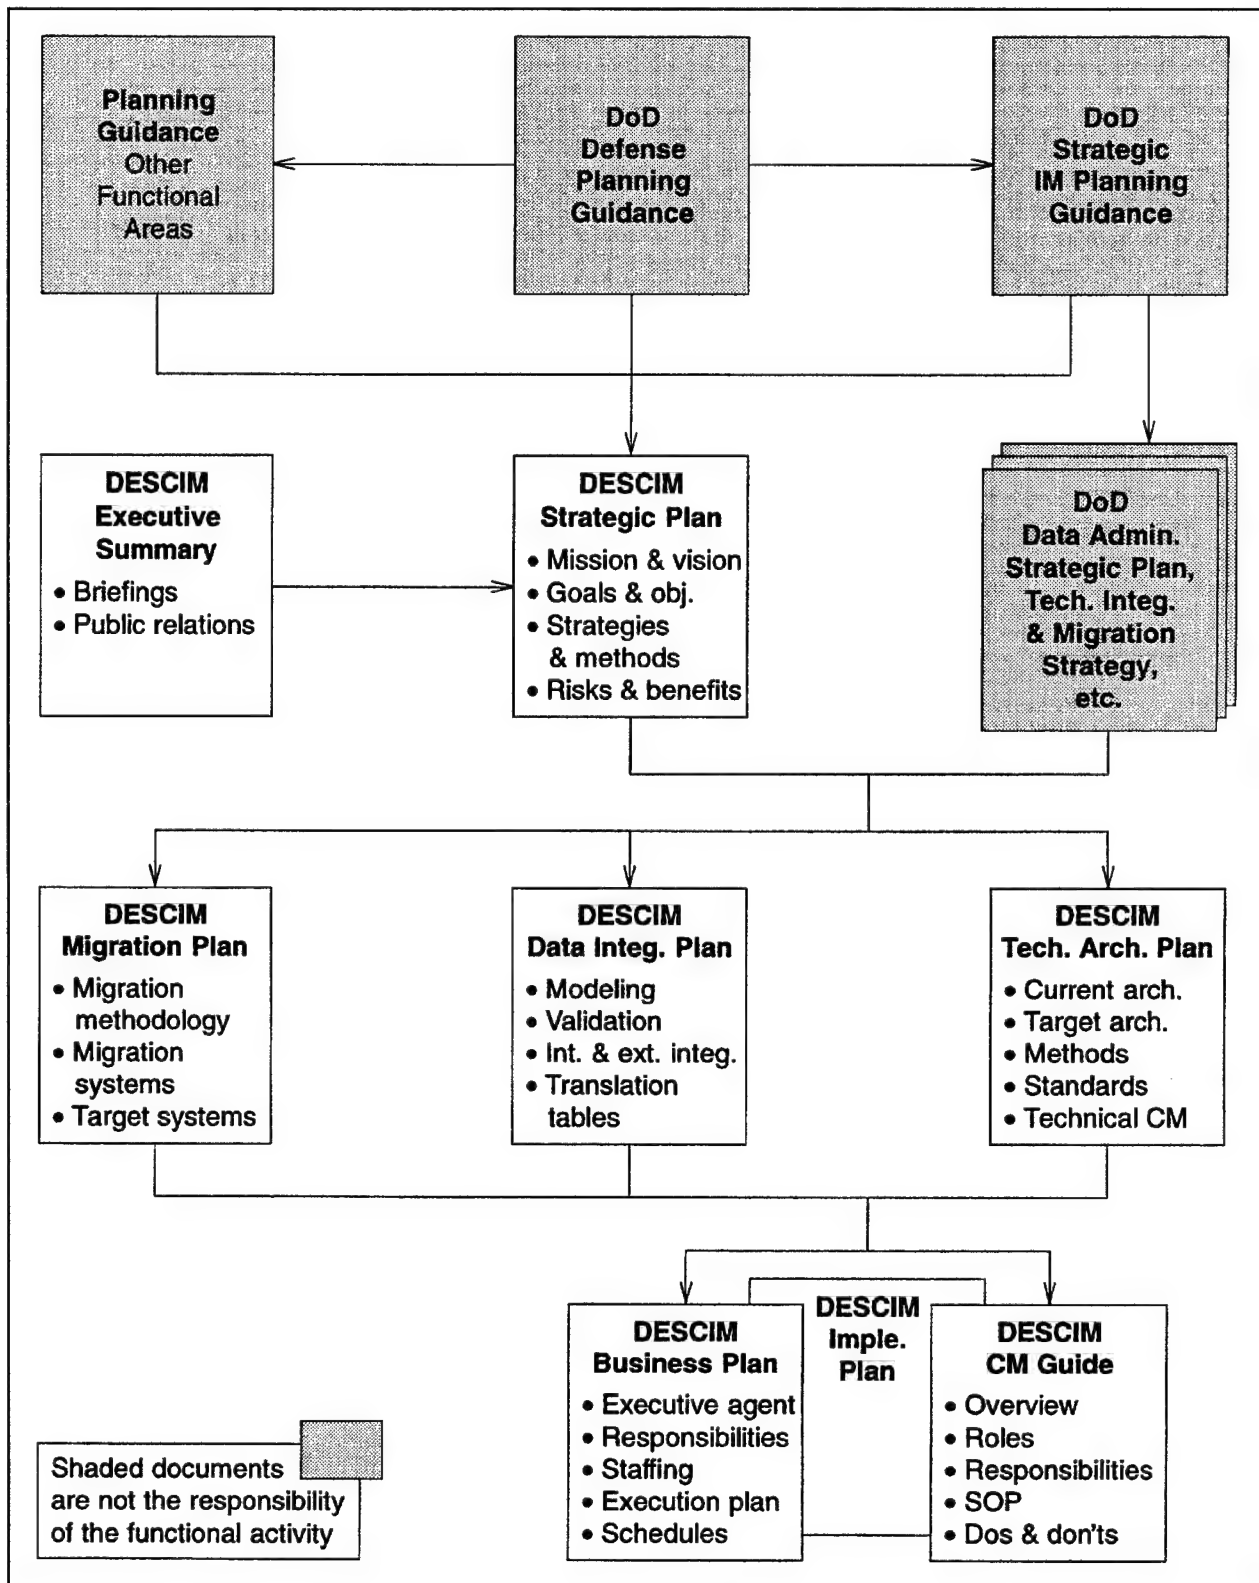 Planning
Guidance
Other
Functional
Areas
DoD
Defense
Planning
Guidance
DoD
Strategic
IM Planning
Guidance
DESCIM
Executive
Summary
• Briefings
• Public relations
DESCIM
Strategic Plan
• Mission & vision
• Goals & obj.
• Strategies
& methods
• Risks & benefits
DoD
Data Admin.
Strategic Plan,
Tech. Integ.
& Migration
Strategy,
etc.
DESCIM
Migration Plan
• Migration
methodology
• Migration
systems
• Target systems
DESCIM
Data Integ. Plan
• Modeling
• Validation
• Int. & ext. integ.
• Translation
tables
DESCIM
Tech. Arch. Plan
• Current arch.
• Target arch.
• Methods
• Standards
• Technical CM
DESCIM
Business Plan
• Executive agent
• Responsibilities
• Staffing
• Execution plan
• Schedules
DESCIM
Imple.
Plan
DESCIM
CM Guide
• Overview
• Roles
• Responsibilities
• SOP
• Dos & don'ts
Shaded documents
are not the responsibility
of the functional activity